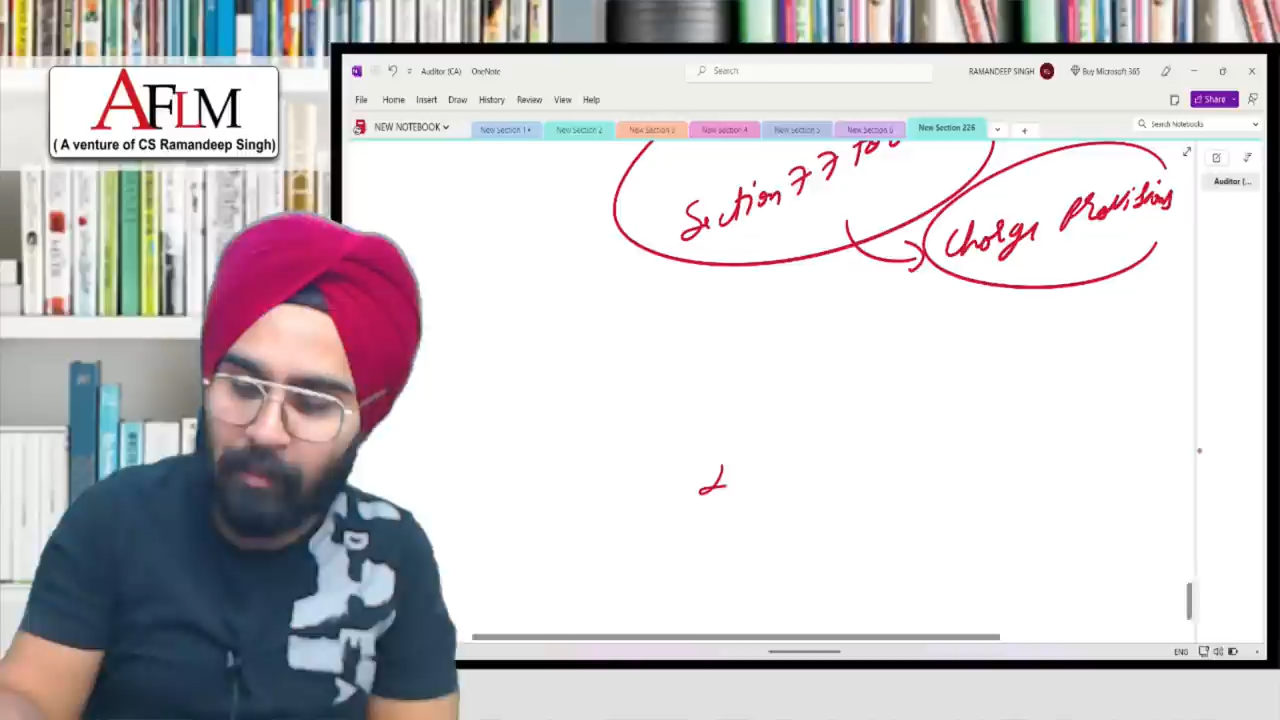 AFLM
( A venture of CS Ramandeep Singh)
Auditor (CA) OneNote
Search
RAMANDEEP SINGH
Buy Microsoft 365
File Home Insert Draw History Review View Help
Share
NEW NOTEBOOK
New Section 1
New Section 2
New Section 3
New Section 4
New Section 5
New Section 6
New Section 226
Search Notebooks
Auditor (...
Section 77 to
Charge Provisions
ENG